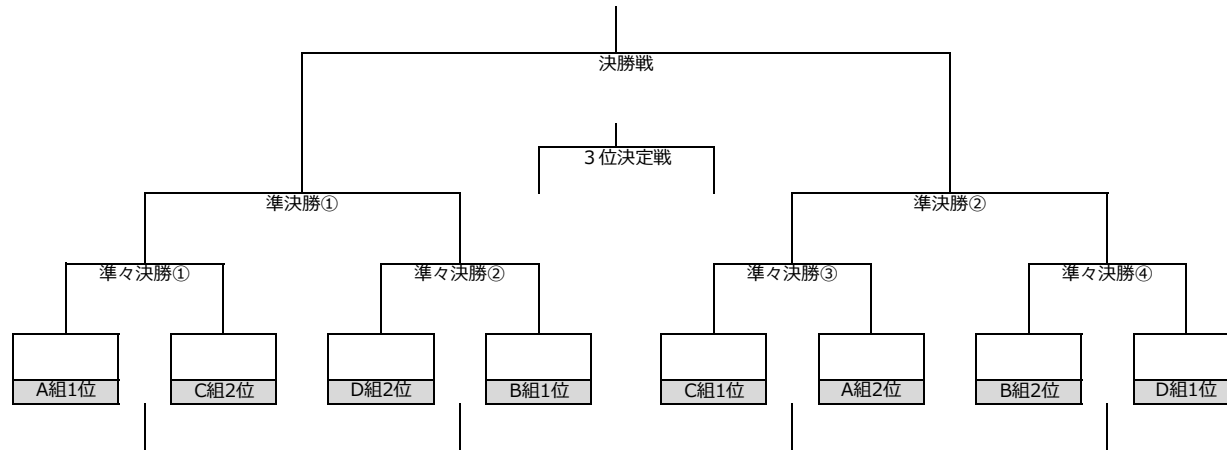 決勝戦
３位決定戦
準決勝①
準決勝②
準々決勝①
準々決勝②
準々決勝③
準々決勝④
A組1位
C組2位
D組2位
B組1位
C組1位
A組2位
B組2位
D組1位